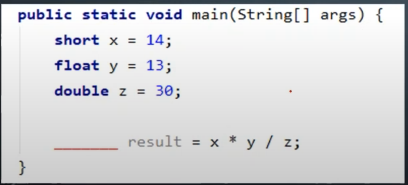 public static void main(String[] args) {
short x = 14;
float y = 13;
double z = 30;
_______ result = x * y / z;
}